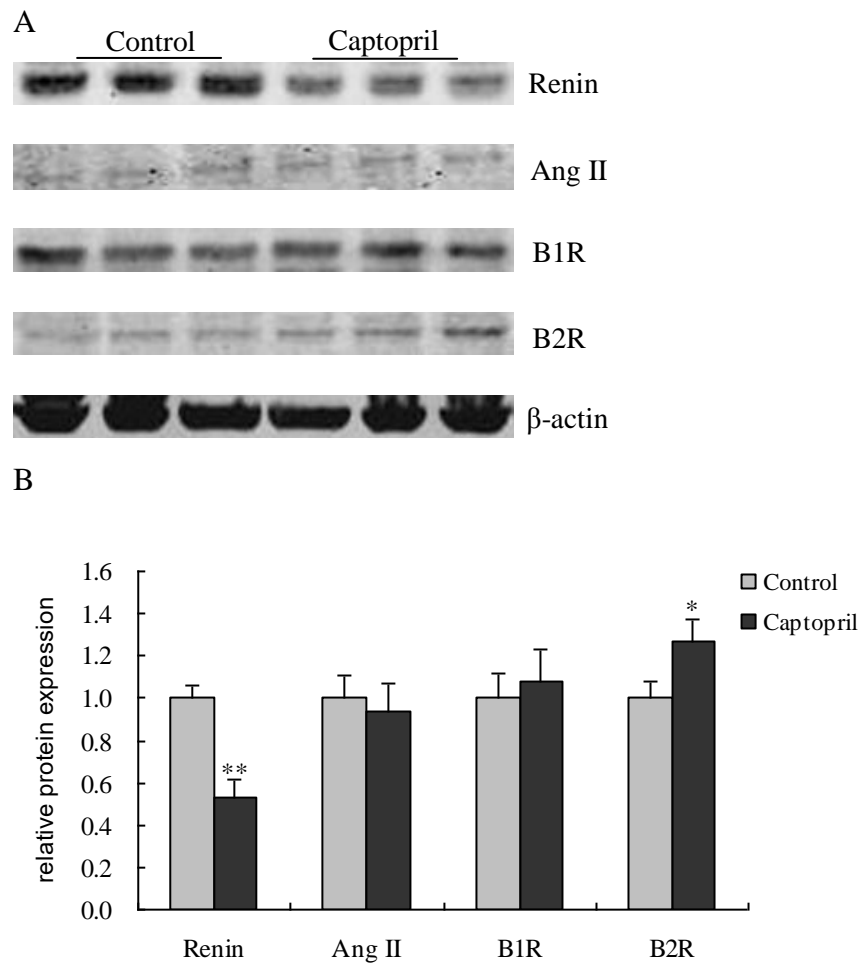 A
Control Captopril
Renin
Ang II
B1R
B2R
β-actin
B
relative protein expression
1.6
1.4
1.2
1.0
0.8
0.6
0.4
0.2
0.0
**
*
Control
Captopril
Renin Ang II B1R B2R